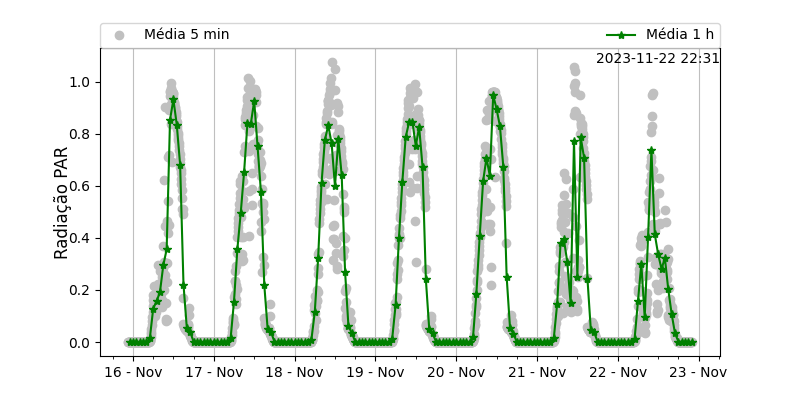 Média 5 min
Média 1 h
2023-11-22 22:31
Radiação PAR
1.0
0.8
0.6
0.4
0.2
0.0
16 - Nov
17 - Nov
18 - Nov
19 - Nov
20 - Nov
21 - Nov
22 - Nov
23 - Nov